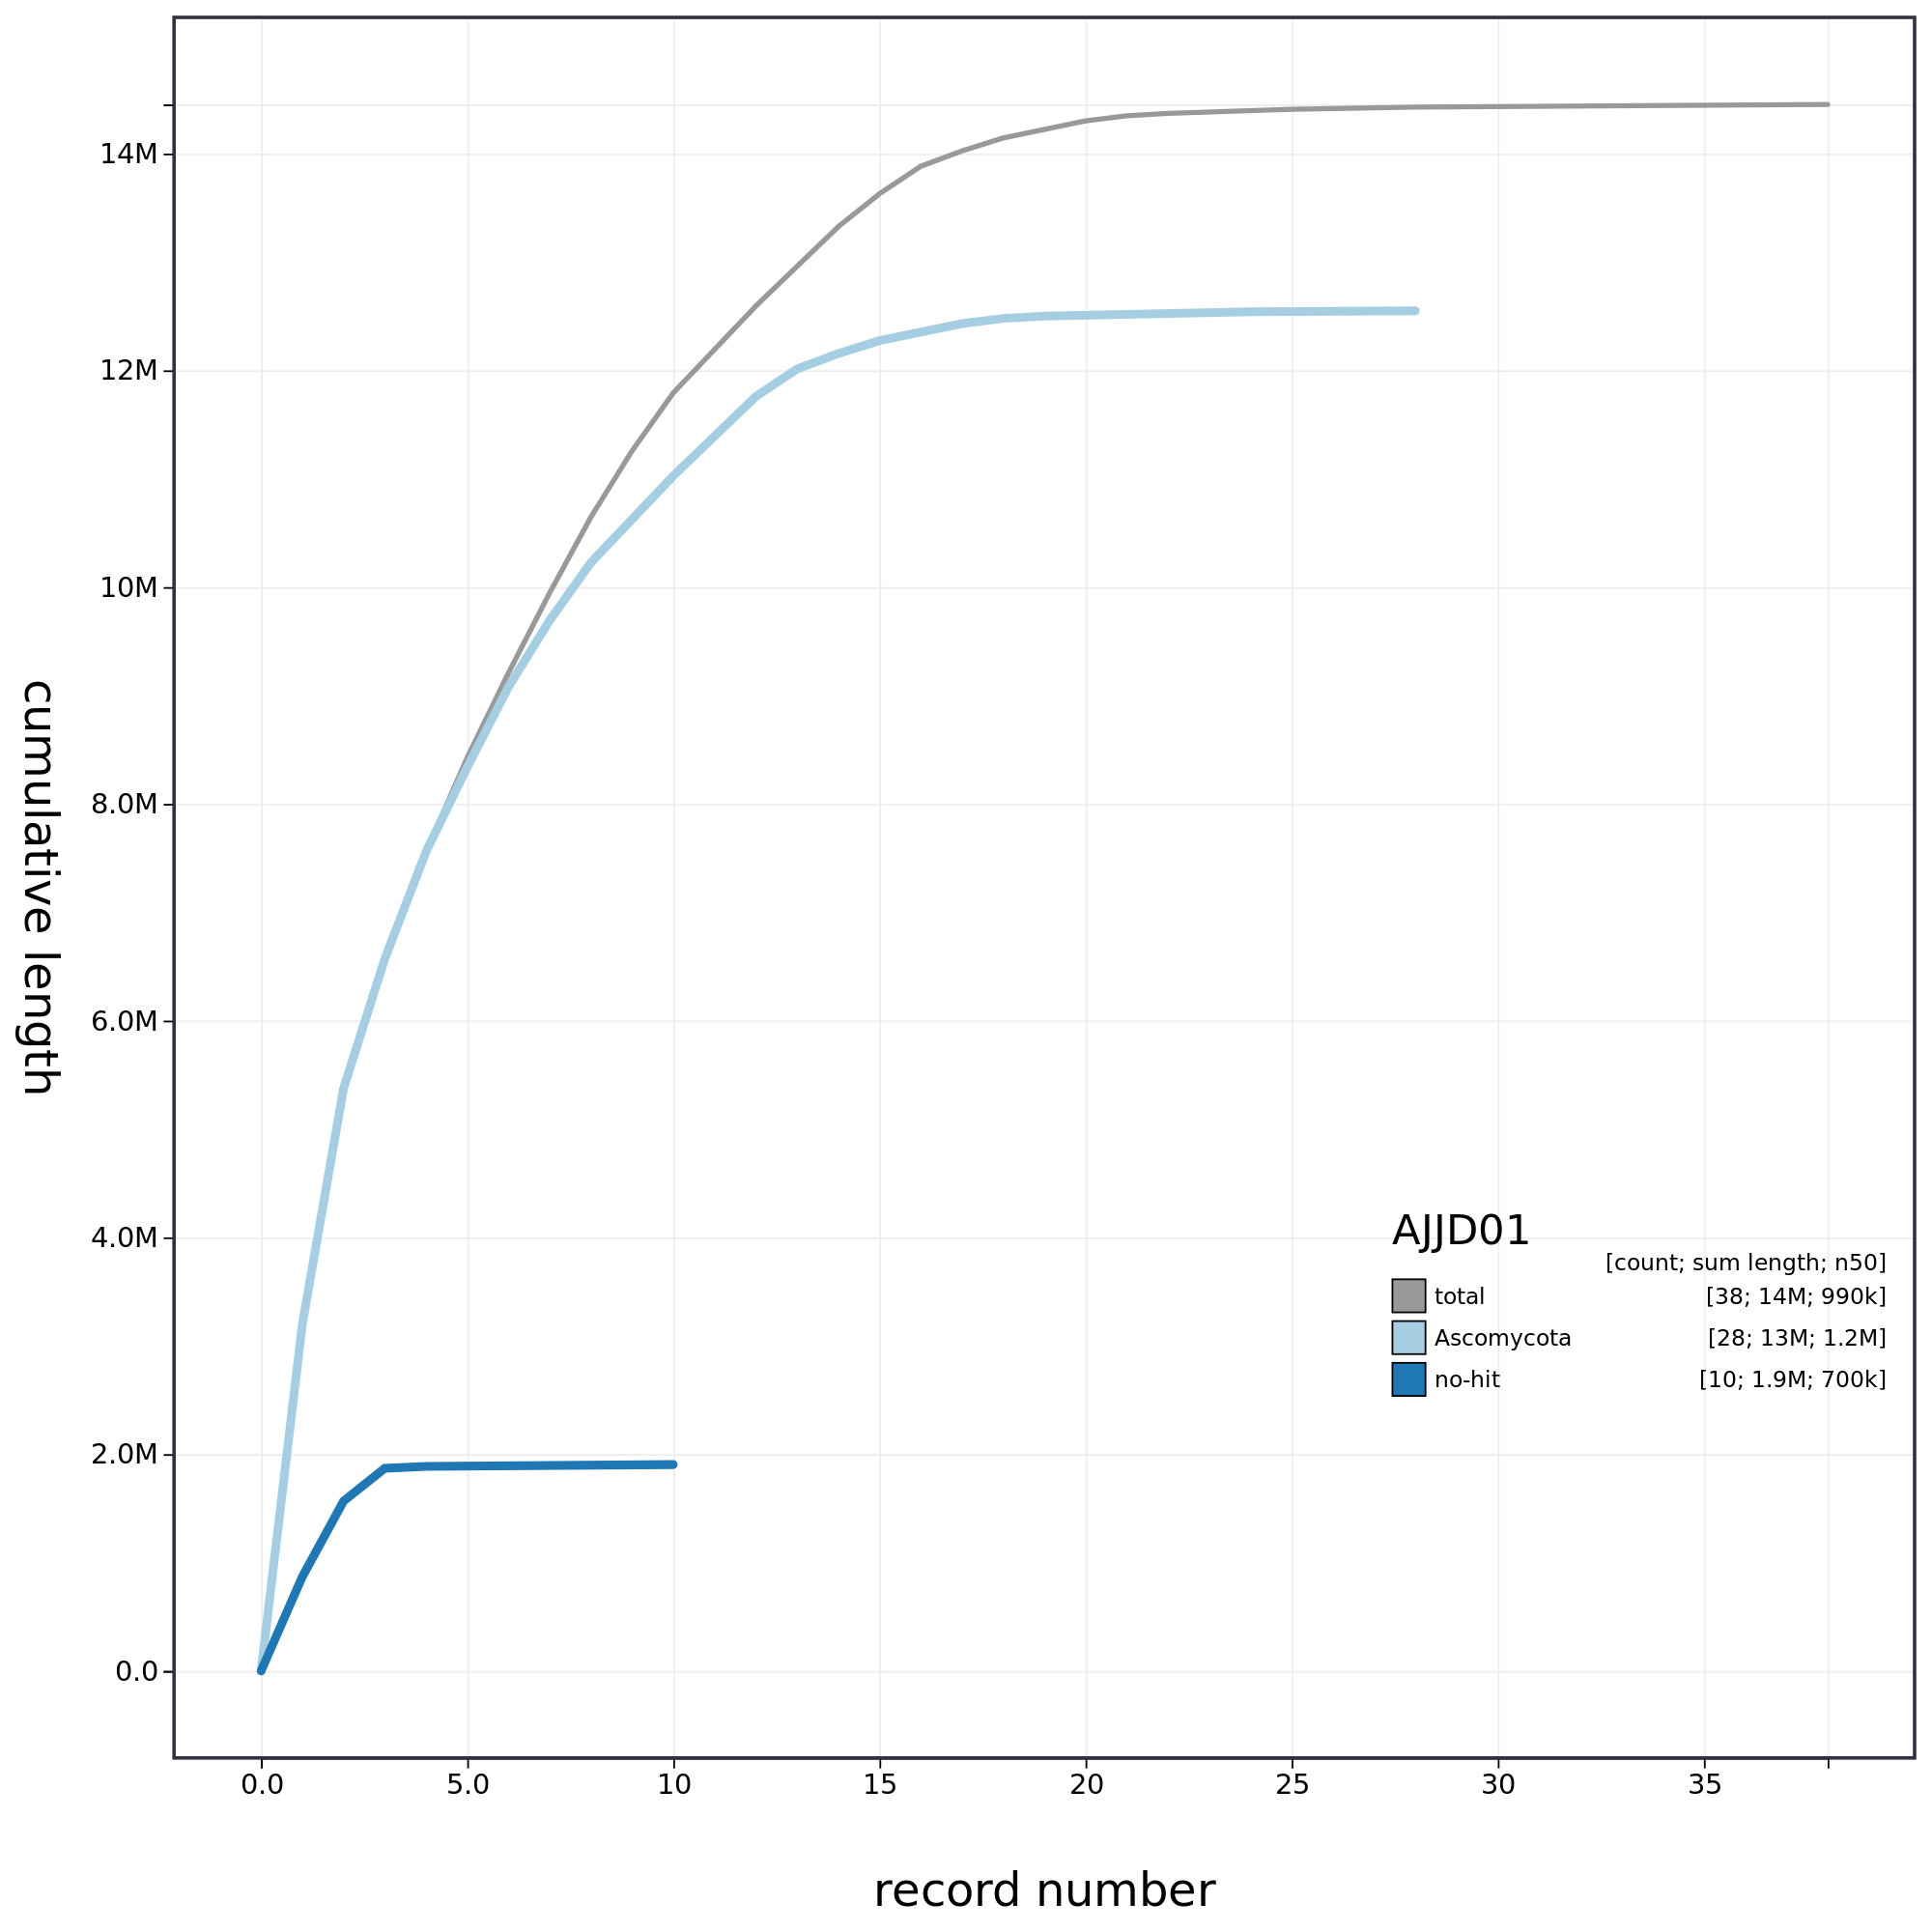 14M
12M
10M
8.0M
6.0M
4.0M
2.0M
0.0
cumulative length
AJJD01
[count; sum length; n50]
total [38; 14M; 990k]
Ascomycota [28; 13M; 1.2M]
no-hit [10; 1.9M; 700k]
0.0 5.0 10 15 20 25 30 35
record number